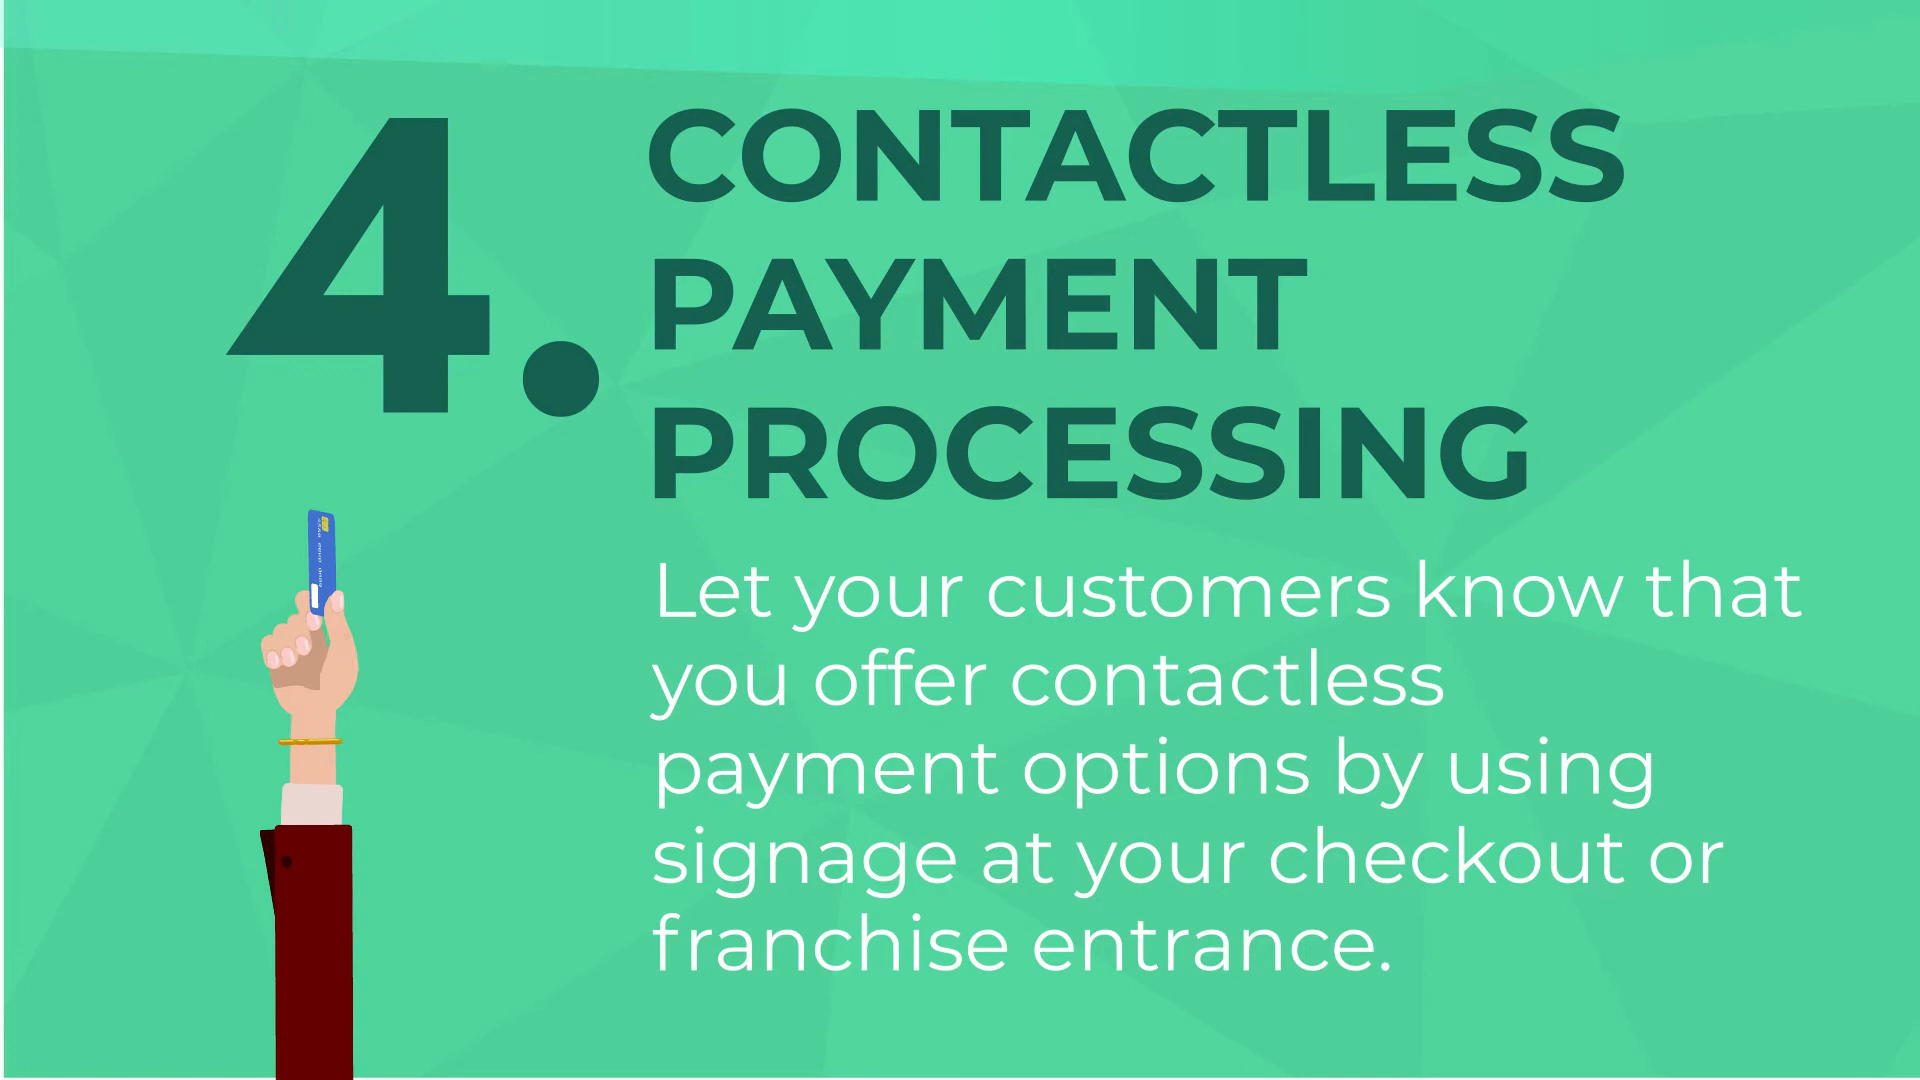 4.
CONTACTLESS
PAYMENT
PROCESSING
Let your customers know that
you offer contactless
payment options by using
signage at your checkout or
franchise entrance.